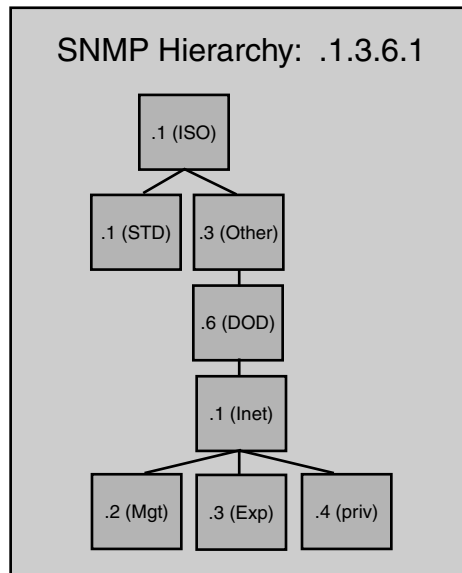 SNMP Hierarchy: .1.3.6.1
.1 (ISO)
.1 (STD)
.3 (Other)
.6 (DOD)
.1 (Inet)
.2 (Mgt)
.3 (Exp)
.4 (priv)